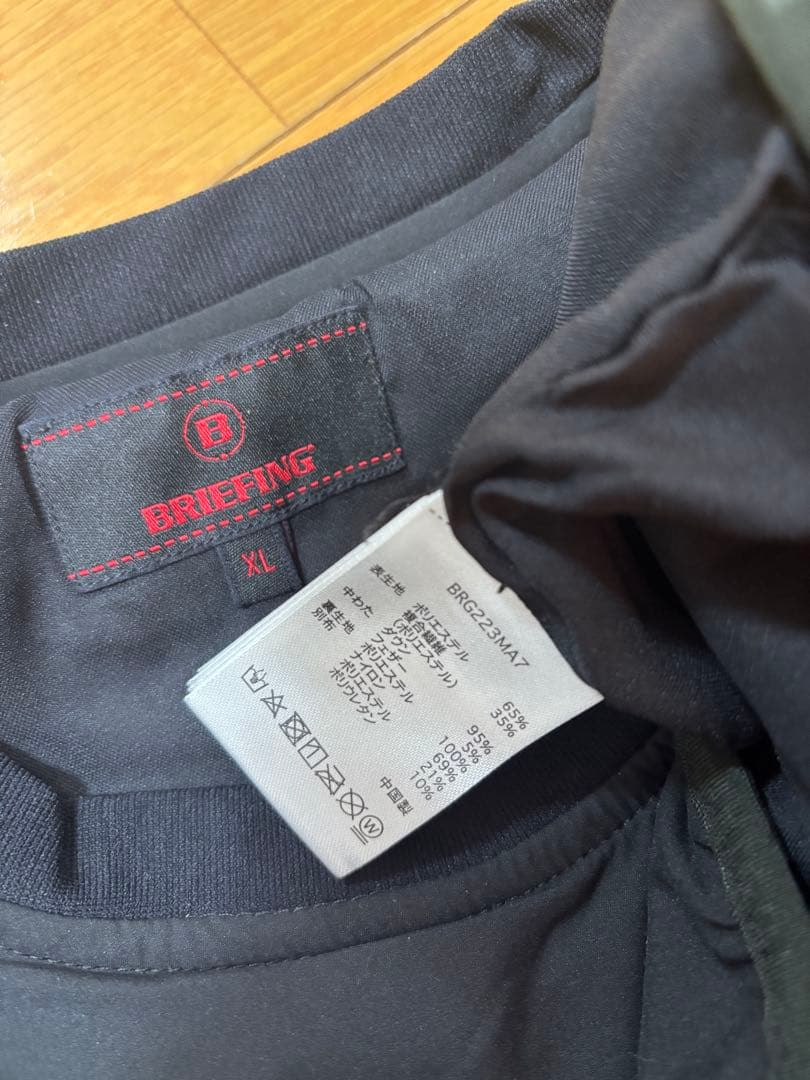 B
BRIEFING
XL
BRG223MA7
表生地 ポリエステル 65%
複合繊維 35%
(ポリエステル)
中わた ダウン 95%
フェザー 5%
裏生地 ポリエステル 100%
別布 ポリエステル 69%
ナイロン 21%
ポリウレタン 10%
中国製
W